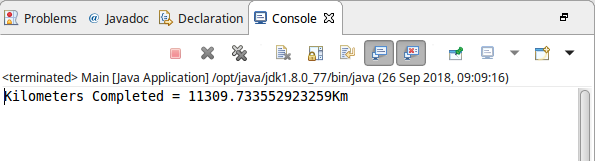 Problems @ Javadoc Declaration Console
<terminated> Main [Java Application] /opt/java/jdk1.8.0_77/bin/java (26 Sep 2018, 09:09:16)
Kilometers Completed = 11309.733552923259Km